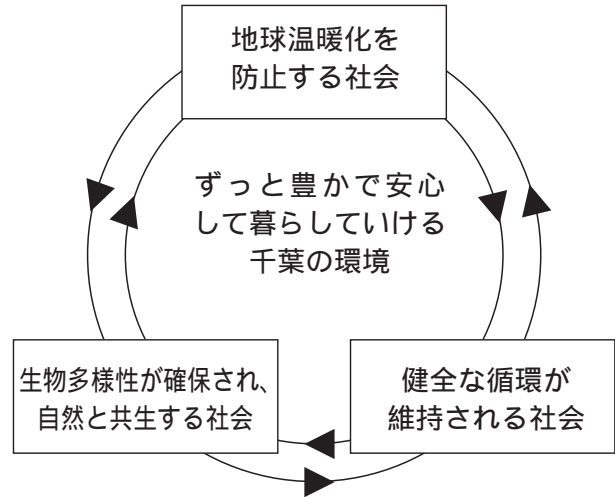 地球温暖化を
防止する社会
ずっと豊かで安心
して暮らしていける
千葉の環境
生物多様性が確保され、
自然と共生する社会
健全な循環が
維持される社会